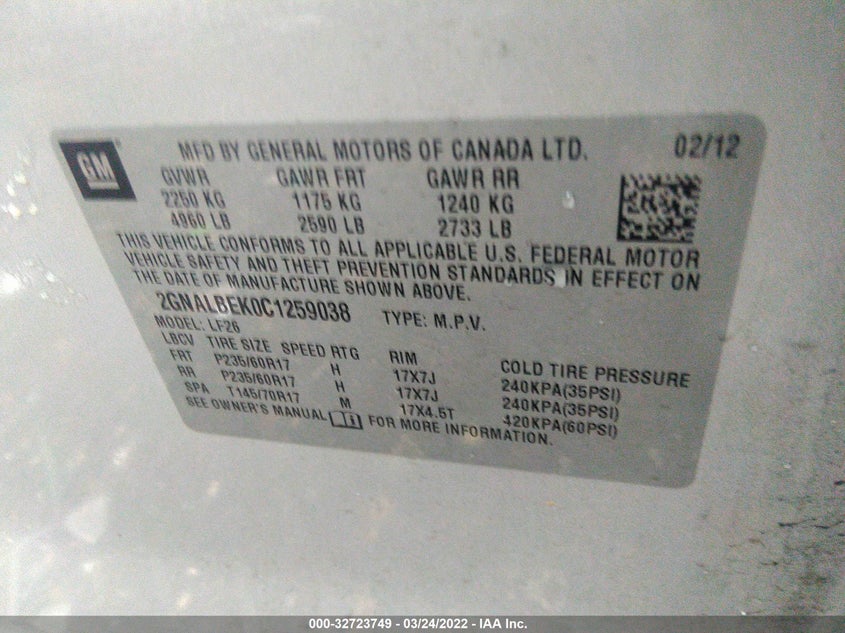 GM
MFD BY GENERAL MOTORS OF CANADA LTD. 02/12
GVWR GAWR FRT GAWR RR
2250 KG 1175 KG 1240 KG
4960 LB 2590 LB 2733 LB
THIS VEHICLE CONFORMS TO ALL APPLICABLE U.S. FEDERAL MOTOR
VEHICLE SAFETY AND THEFT PREVENTION STANDARDS IN EFFECT ON
THE DATE OF MANUFACTURE SHOWN ABOVE.
2GNALBEK0C1259038 TYPE: M.P.V.
MODEL: LF26
LBCV TIRE SIZE SPEED RTG RIM COLD TIRE PRESSURE
FRT P235/60R17 H 17X7J 240KPA(35PSI)
RR P235/60R17 H 17X7J 240KPA(35PSI)
SPA T145/70R17 M 17X4.5T 420KPA(60PSI)
SEE OWNER'S MANUAL FOR MORE INFORMATION.
000-32723749 - 03/24/2022 - IAA Inc.